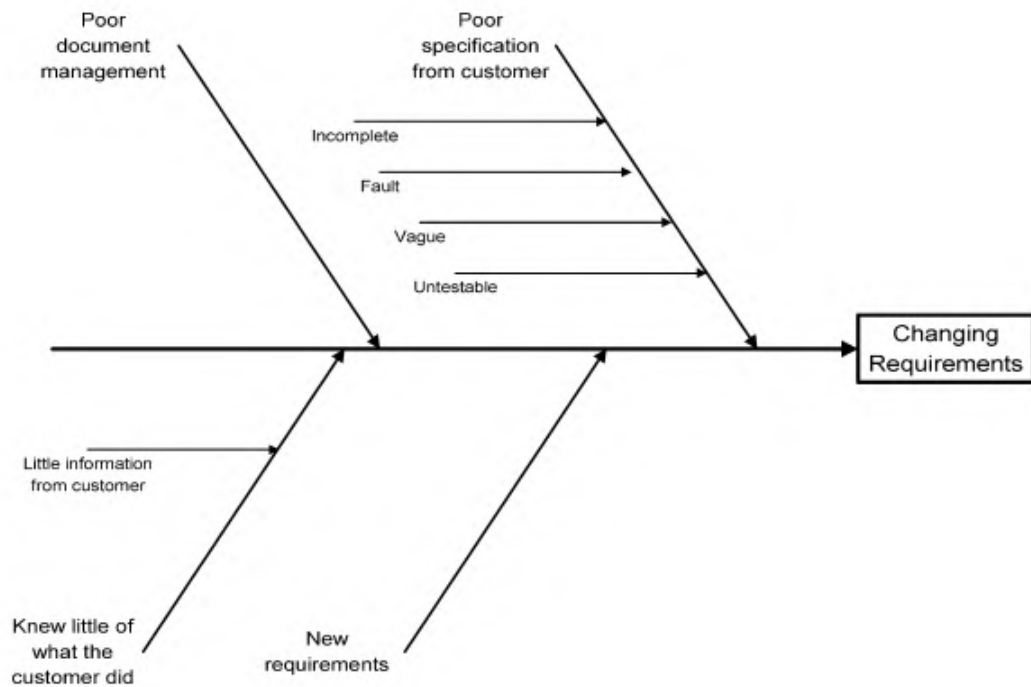 Poor
document
management
Poor
specification
from customer
Incomplete
Fault
Vague
Untestable
Changing
Requirements
Little information
from customer
Knew little of
what the
customer did
New
requirements